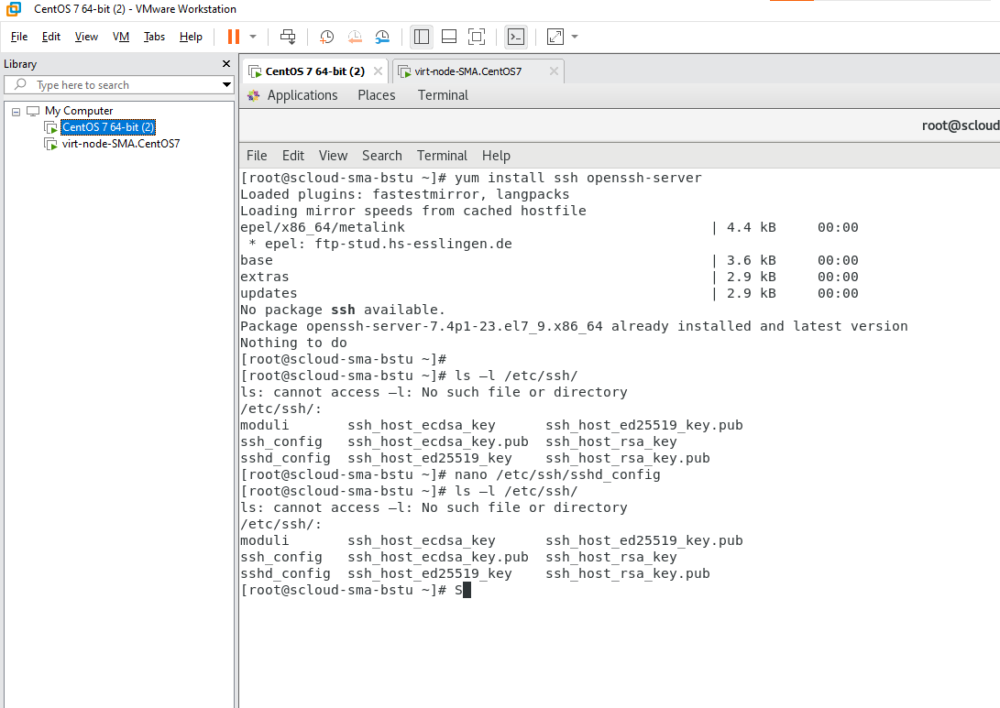 CentOS 7 64-bit (2) - VMware Workstation
File Edit View VM Tabs Help
Library
Type here to search
My Computer
CentOS 7 64-bit (2)
virt-node-SMA.CentOS7
CentOS 7 64-bit (2) virt-node-SMA.CentOS7
Applications Places Terminal
root@scloud
File Edit View Search Terminal Help
[root@scloud-sma-bstu ~]# yum install ssh openssh-server
Loaded plugins: fastestmirror, langpacks
Loading mirror speeds from cached hostfile
epel/x86_64/metalink | 4.4 kB 00:00
 * epel: ftp-stud.hs-esslingen.de
base | 3.6 kB 00:00
extras | 2.9 kB 00:00
updates | 2.9 kB 00:00
No package ssh available.
Package openssh-server-7.4p1-23.el7_9.x86_64 already installed and latest version
Nothing to do
[root@scloud-sma-bstu ~]#
[root@scloud-sma-bstu ~]# ls –l /etc/ssh/
ls: cannot access –l: No such file or directory
/etc/ssh/:
moduli ssh_host_ecdsa_key ssh_host_ed25519_key.pub
ssh_config ssh_host_ecdsa_key.pub ssh_host_rsa_key
sshd_config ssh_host_ed25519_key ssh_host_rsa_key.pub
[root@scloud-sma-bstu ~]# nano /etc/ssh/sshd_config
[root@scloud-sma-bstu ~]# ls –l /etc/ssh/
ls: cannot access –l: No such file or directory
/etc/ssh/:
moduli ssh_host_ecdsa_key ssh_host_ed25519_key.pub
ssh_config ssh_host_ecdsa_key.pub ssh_host_rsa_key
sshd_config ssh_host_ed25519_key ssh_host_rsa_key.pub
[root@scloud-sma-bstu ~]# S